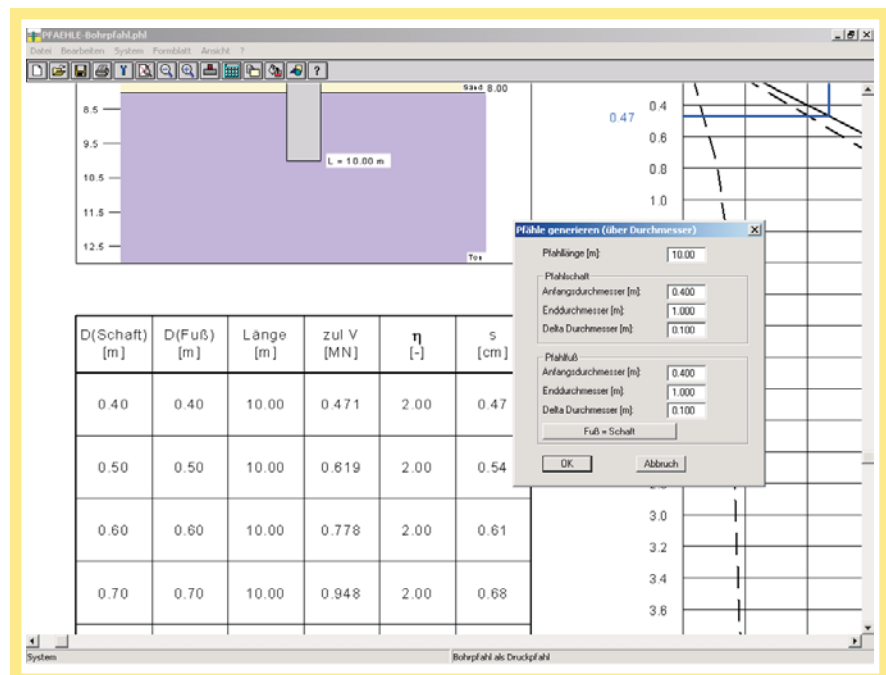 PFAEHLE-Bohrpfahl.phl
Datei Bearbeiten System Formblatt Ansicht ?
Sand 8.00
8.5
9.5
L = 10.00 m
10.5
11.5
12.5
Ton
D(Schaft) [m] D(Fuß) [m] Länge [m] zul V [MN] η [-] s [cm]
0.40 0.40 10.00 0.471 2.00 0.47
0.50 0.50 10.00 0.619 2.00 0.54
0.60 0.60 10.00 0.778 2.00 0.61
0.70 0.70 10.00 0.948 2.00 0.68
0.47
0.4
0.6
0.8
1.0
Pfähle generieren (über Durchmesser)
Pfahllänge [m]: 10.00
Pfahlschaft
Anfangsdurchmesser [m]: 0.400
Enddurchmesser [m]: 1.000
Delta Durchmesser [m]: 0.100
Pfahlfuß
Anfangsdurchmesser [m]: 0.400
Enddurchmesser [m]: 1.000
Delta Durchmesser [m]: 0.100
Fuß = Schaft
OK Abbruch
3.0
3.2
3.4
3.6
System Bohrpfahl als Druckpfahl